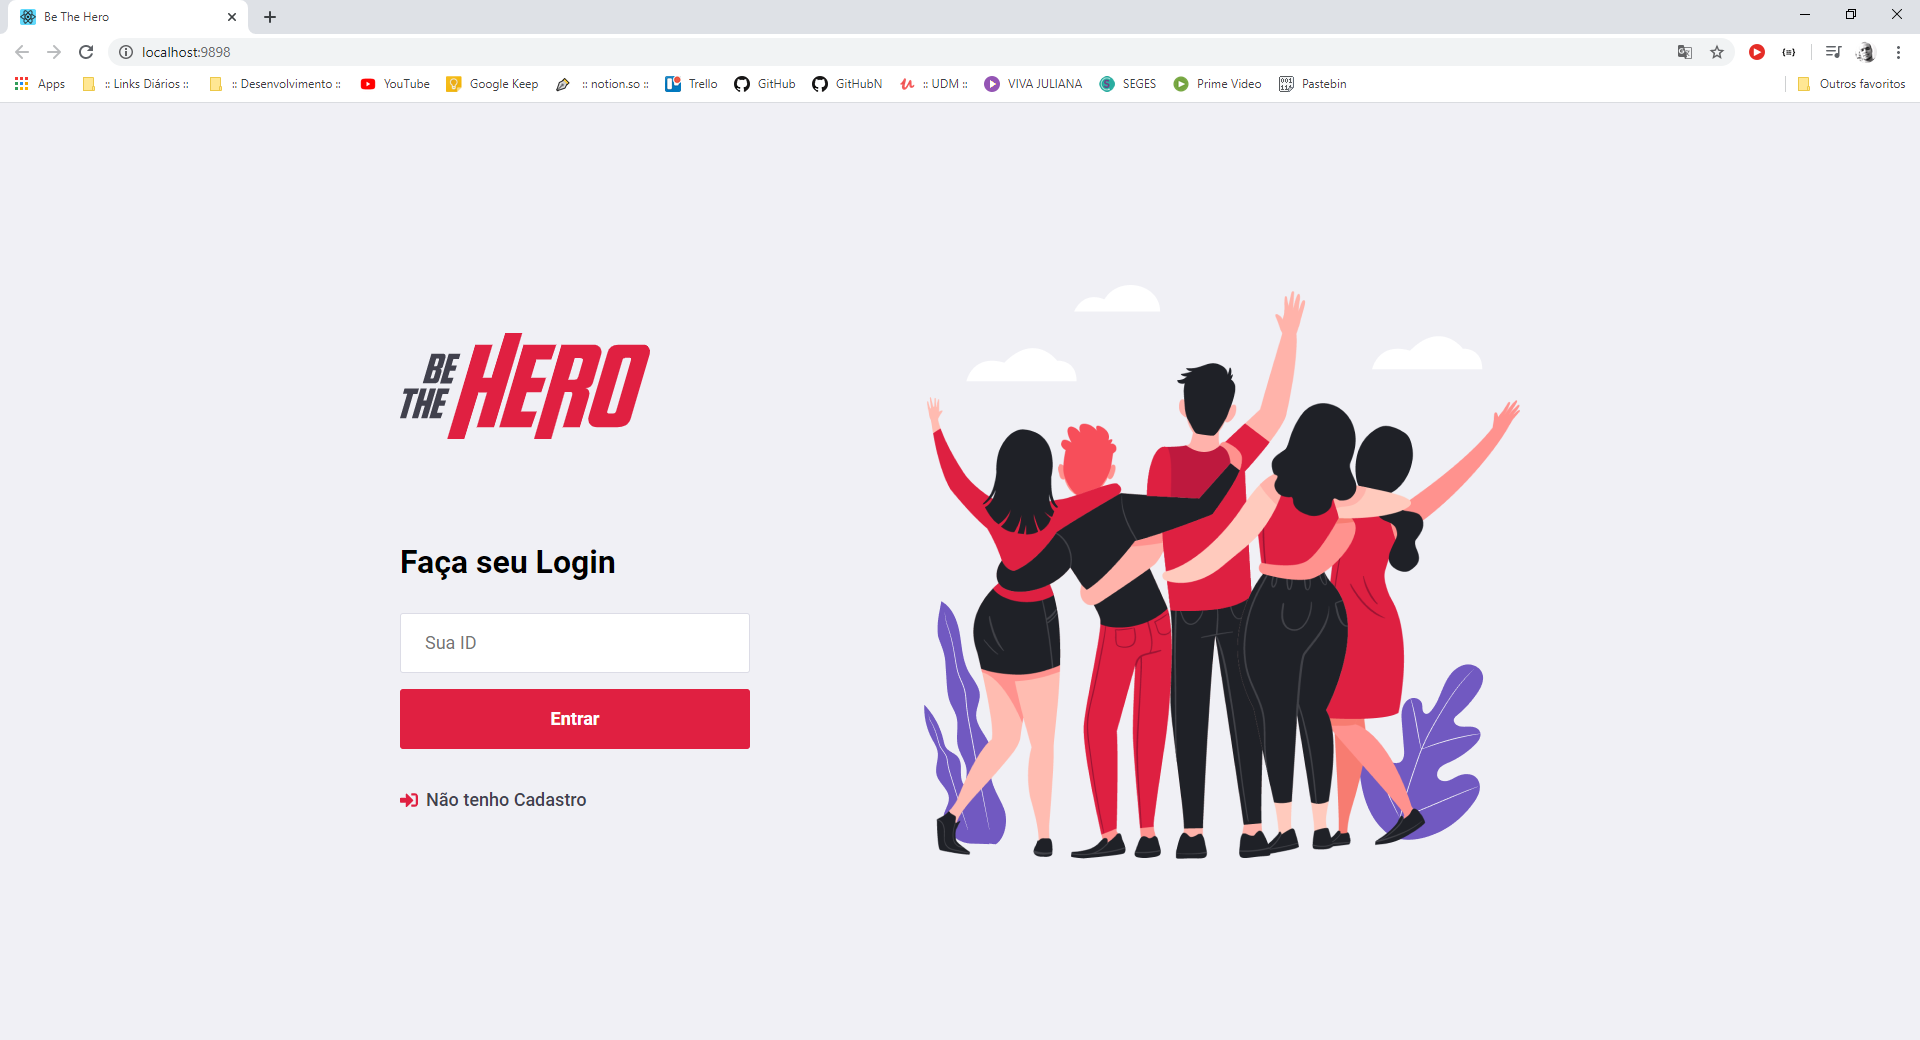 Be The Hero
localhost:9898
Apps
:: Links Diários ::
:: Desenvolvimento ::
YouTube
Google Keep
:: notion.so ::
Trello
GitHub
GitHubN
:: UDM ::
VIVA JULIANA
SEGES
Prime Video
Pastebin
Outros favoritos
BE
THE
HERO
Faça seu Login
Sua ID
Entrar
Não tenho Cadastro